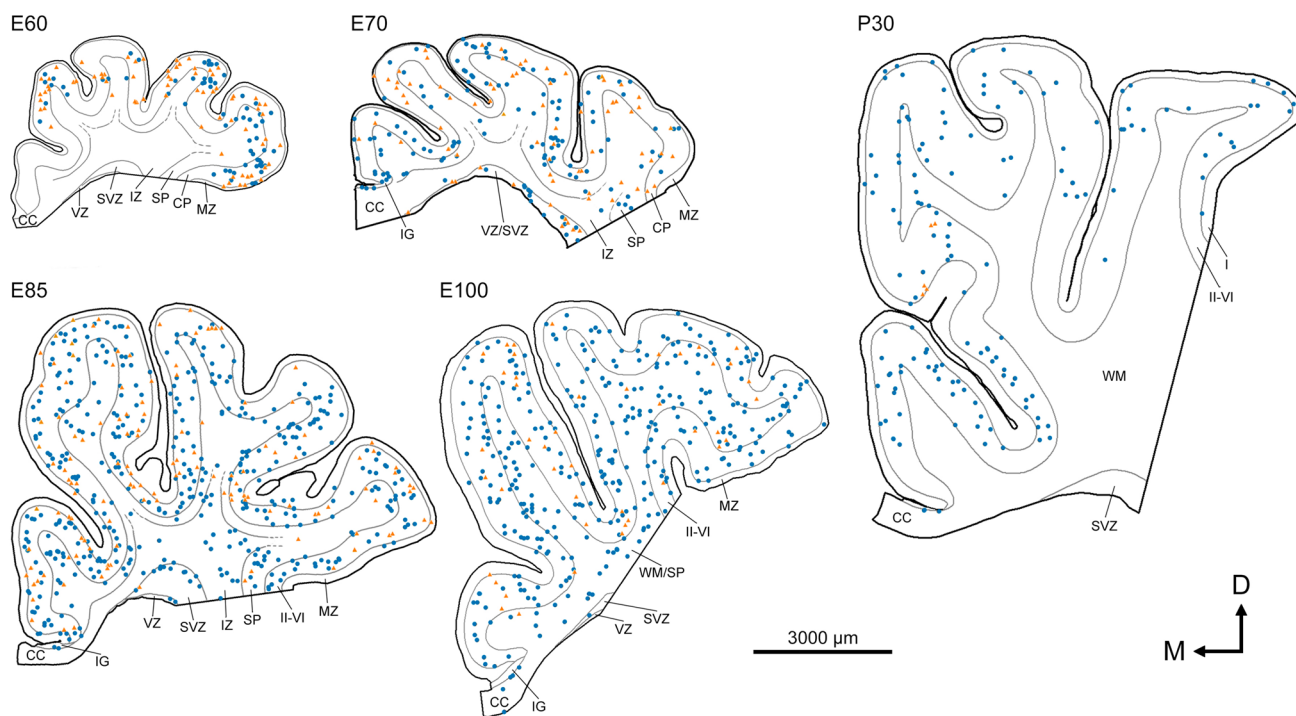 E60
E70
P30
CC
VZ
SVZ
IZ
SP
CP
MZ
CC
IG
VZ/SVZ
IZ
SP
CP
MZ
I
II-VI
WM
CC
SVZ
E85
E100
CC
IG
VZ
SVZ
IZ
SP
II-VI
MZ
MZ
II-VI
WM/SP
SVZ
VZ
CC
IG
3000 µm
D
M